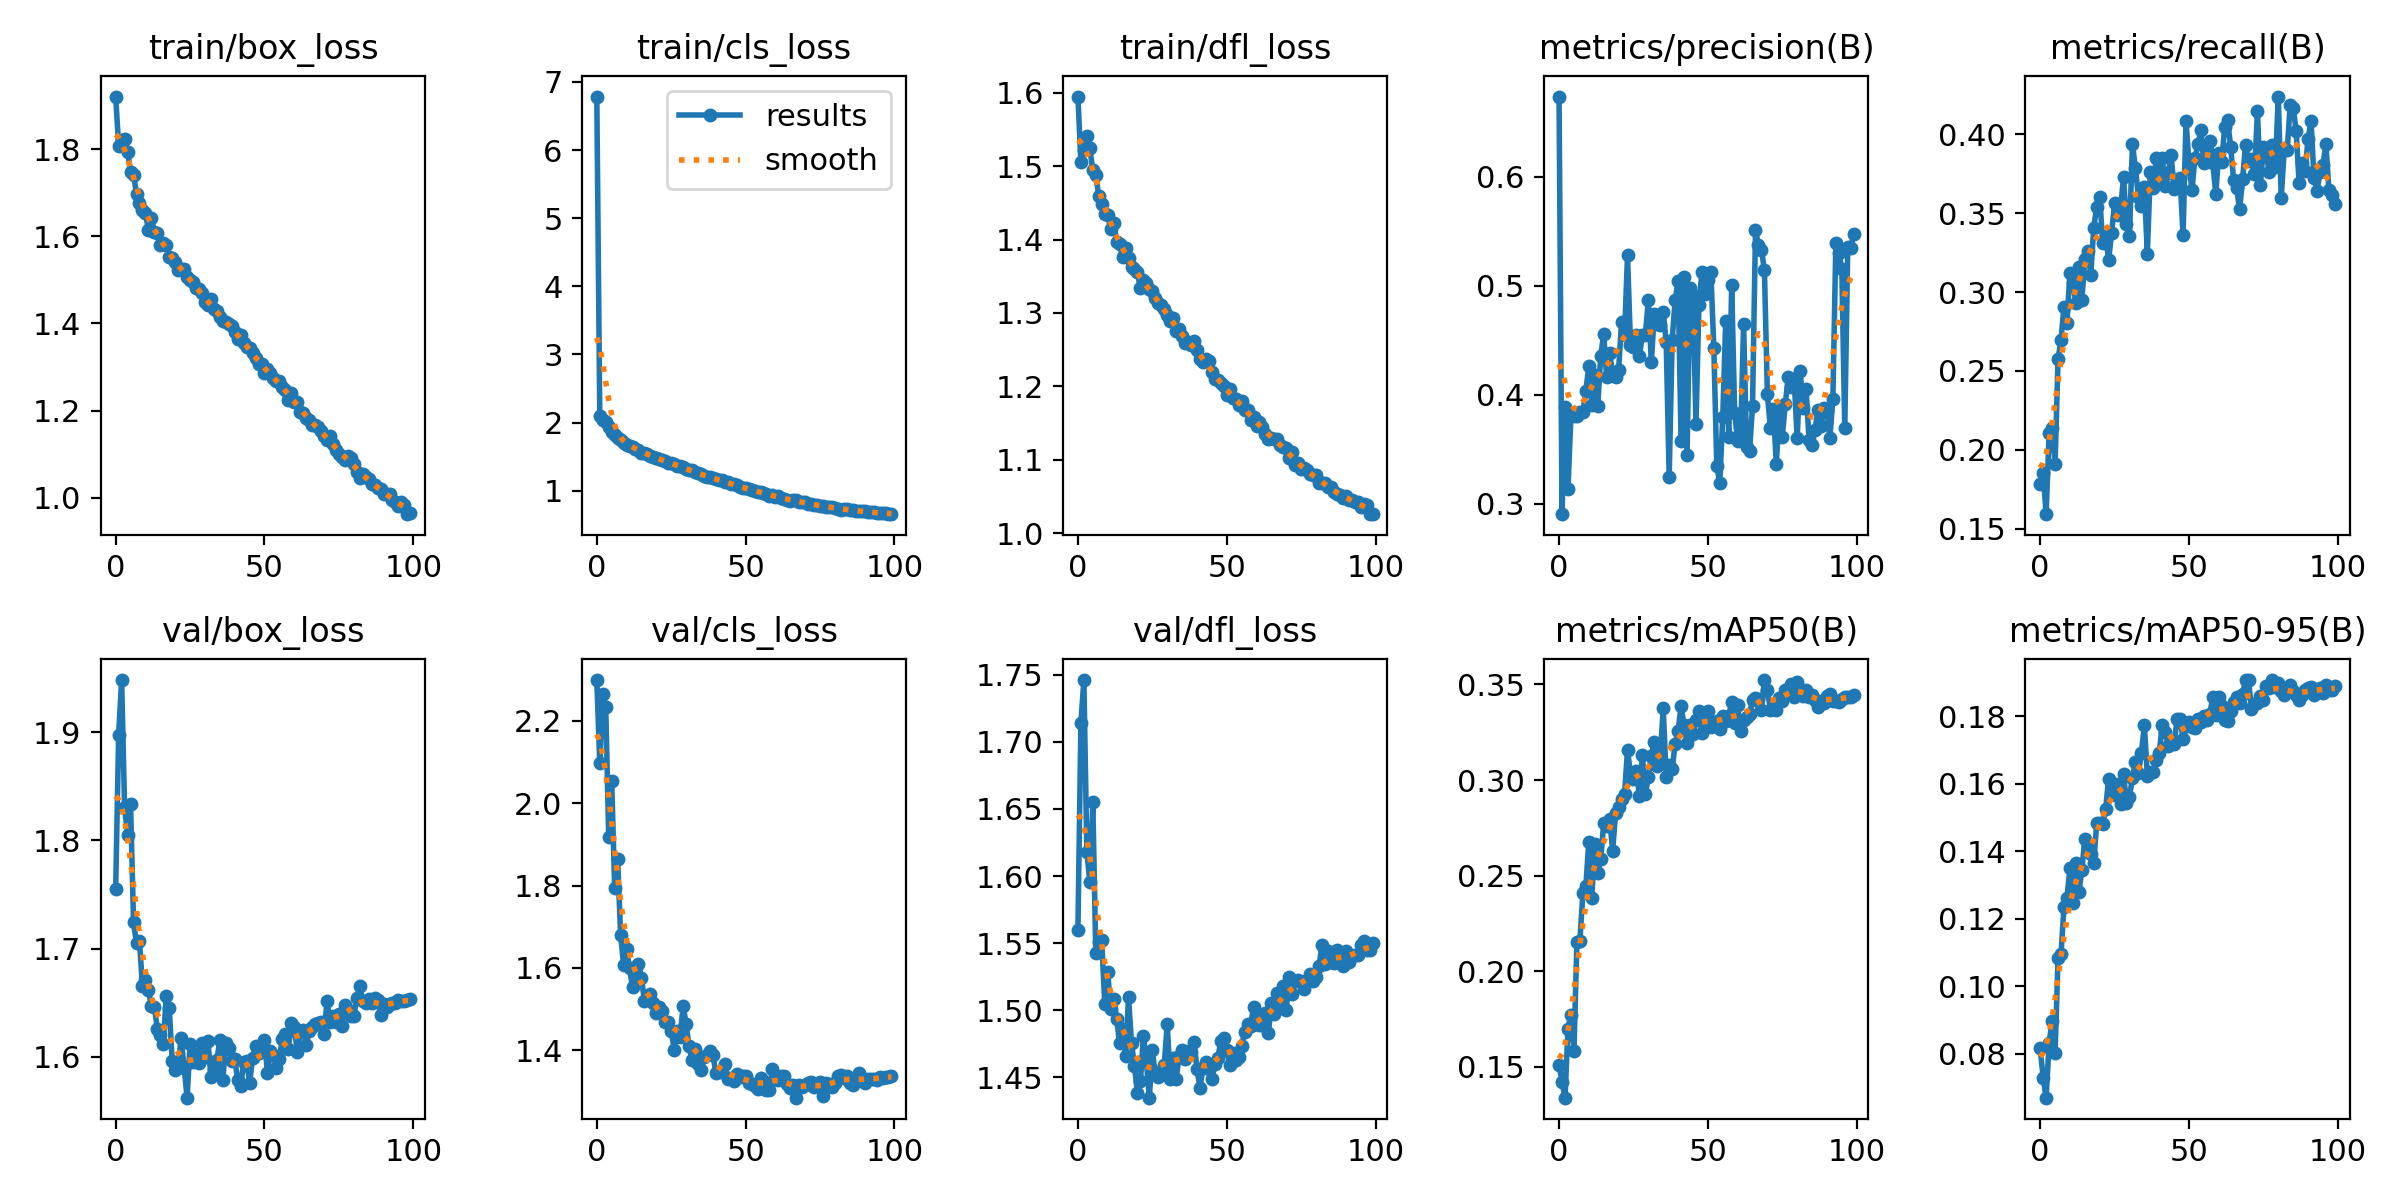 train/box_loss
1.8
1.6
1.4
1.2
1.0
0 50 100
train/cls_loss
7
6
5
4
3
2
1
results
smooth
0 50 100
train/dfl_loss
1.6
1.5
1.4
1.3
1.2
1.1
1.0
0 50 100
metrics/precision(B)
0.6
0.5
0.4
0.3
0 50 100
metrics/recall(B)
0.40
0.35
0.30
0.25
0.20
0.15
0 50 100
val/box_loss
1.9
1.8
1.7
1.6
0 50 100
val/cls_loss
2.2
2.0
1.8
1.6
1.4
0 50 100
val/dfl_loss
1.75
1.70
1.65
1.60
1.55
1.50
1.45
0 50 100
metrics/mAP50(B)
0.35
0.30
0.25
0.20
0.15
0 50 100
metrics/mAP50-95(B)
0.18
0.16
0.14
0.12
0.10
0.08
0 50 100